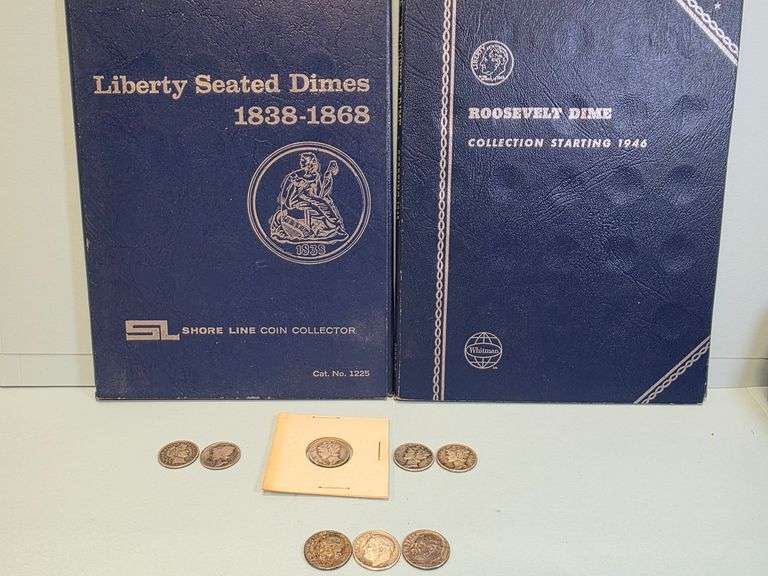 Liberty Seated Dimes
1838-1868
1838
SL SHORE LINE COIN COLLECTOR
Cat. No. 1225
ROOSEVELT DIME
COLLECTION STARTING 1946
Whitman